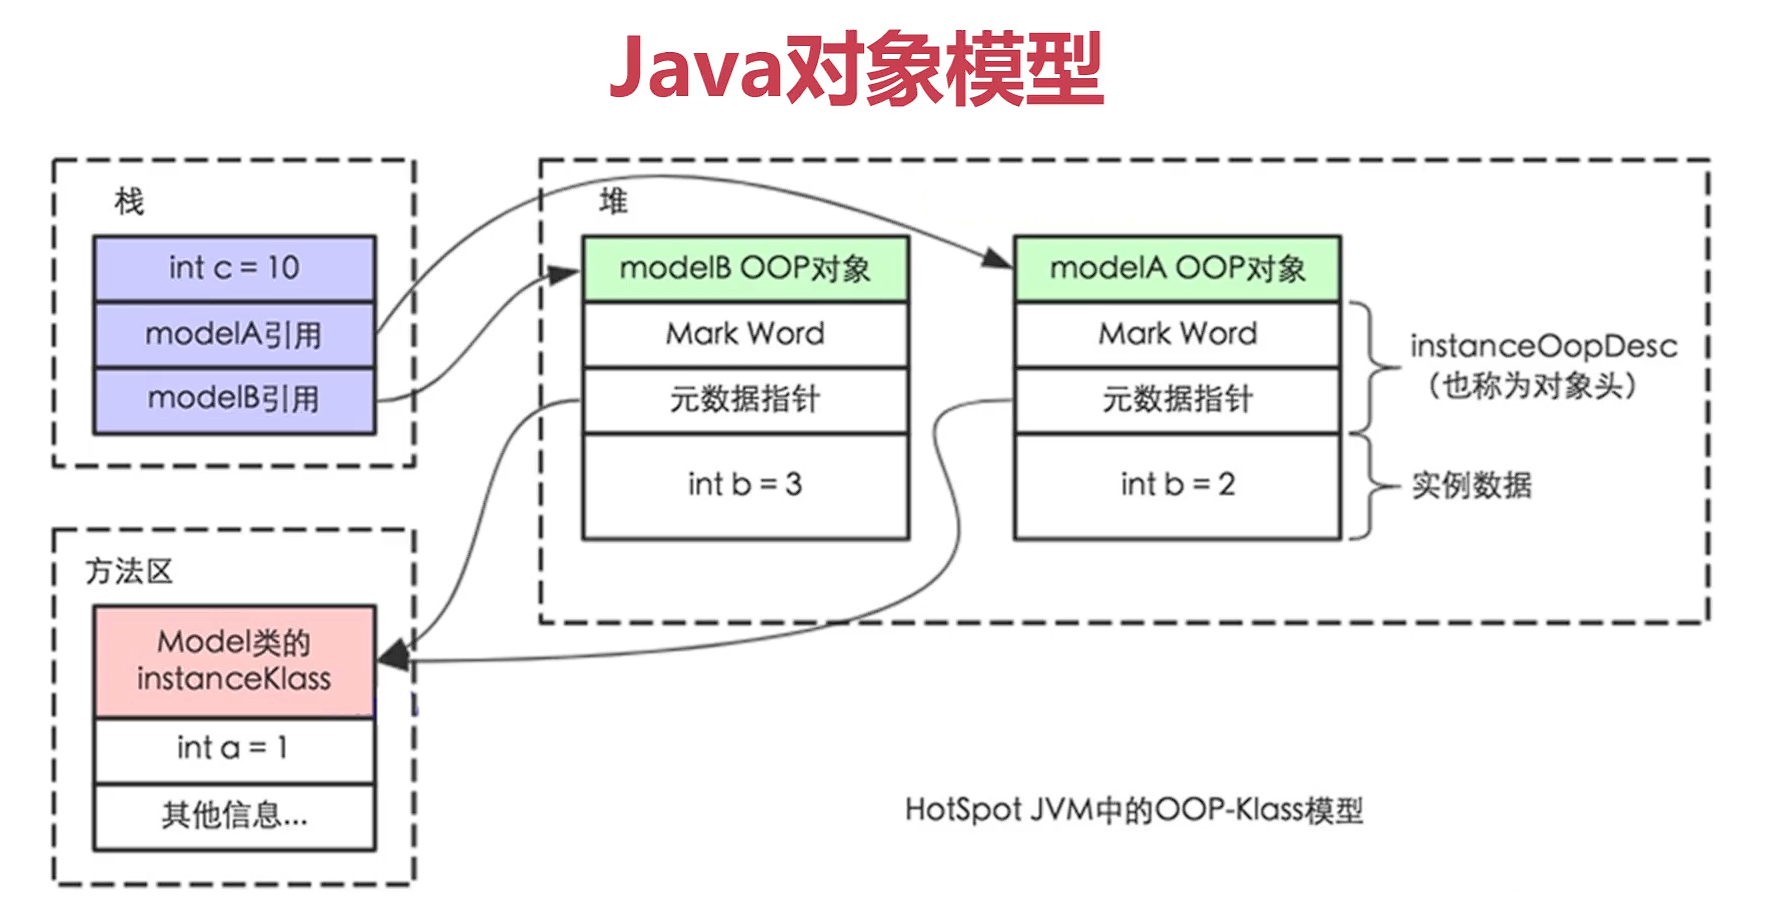 Java对象模型
栈
int c = 10
modelA引用
modelB引用
堆
modelB OOP对象
Mark Word
元数据指针
int b = 3
modelA OOP对象
Mark Word
元数据指针
int b = 2
instanceOopDesc
（也称为对象头）
实例数据
方法区
Model类的
instanceKlass
int a = 1
其他信息...
HotSpot JVM中的OOP-Klass模型